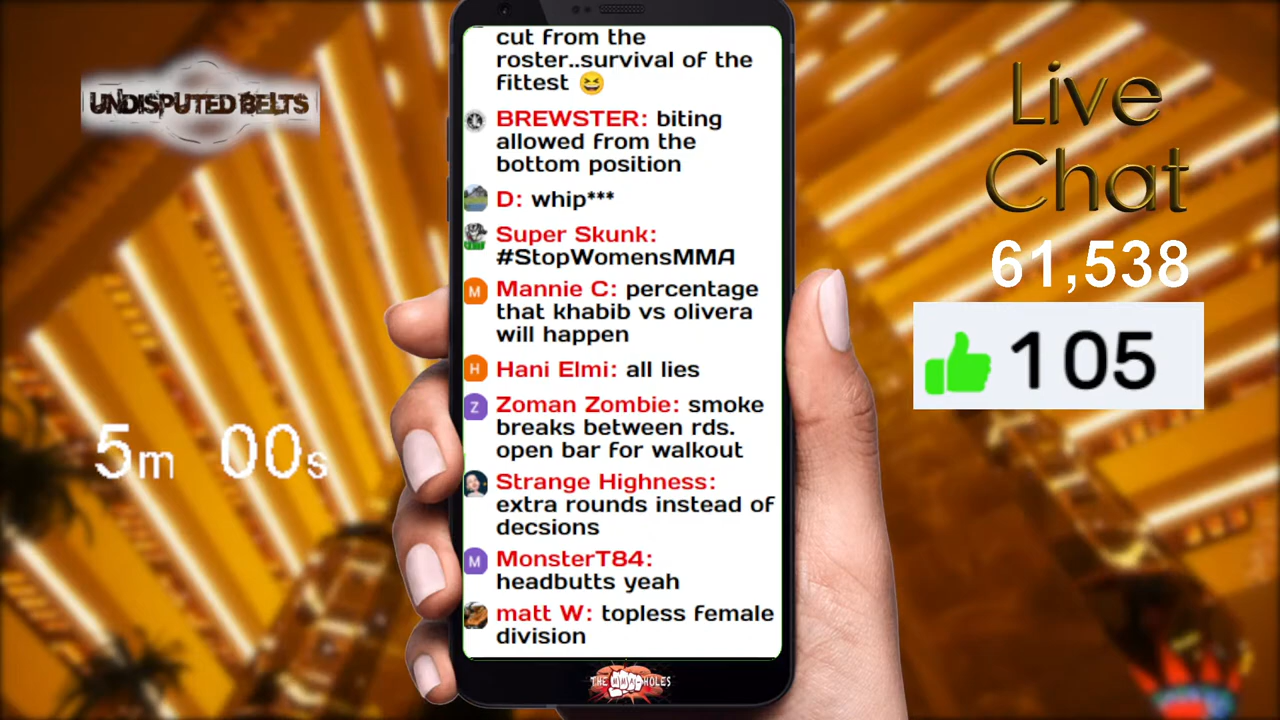 UNDISPUTED BELTS
5m 00s
cut from the
roster..survival of the
fittest 😆
BREWSTER: biting
allowed from the
bottom position
D: whip***
Super Skunk:
#StopWomensMMA
M
Mannie C: percentage
that khabib vs olivera
will happen
H
Hani Elmi: all lies
Z
Zoman Zombie: smoke
breaks between rds.
open bar for walkout
Strange Highness:
extra rounds instead of
decsions
M
MonsterT84:
headbutts yeah
matt W: topless female
division
THE MMA-HOLES
Live
Chat
61,538
105